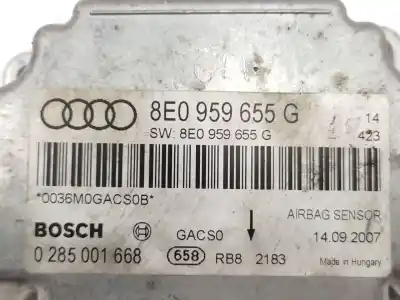 8E0 959 655 G 14
SW: 8E0 959 655 G 423
*0036M0GACS0B* AIRBAG SENSOR
BOSCH GACS0 14.09.2007
0 285 001 668 658 RB8 2183 Made in Hungary